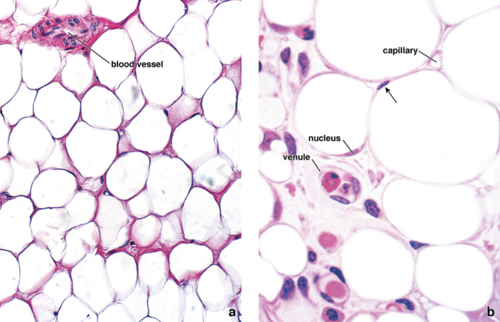 blood vessel
capillary
nucleus
venule
a
b